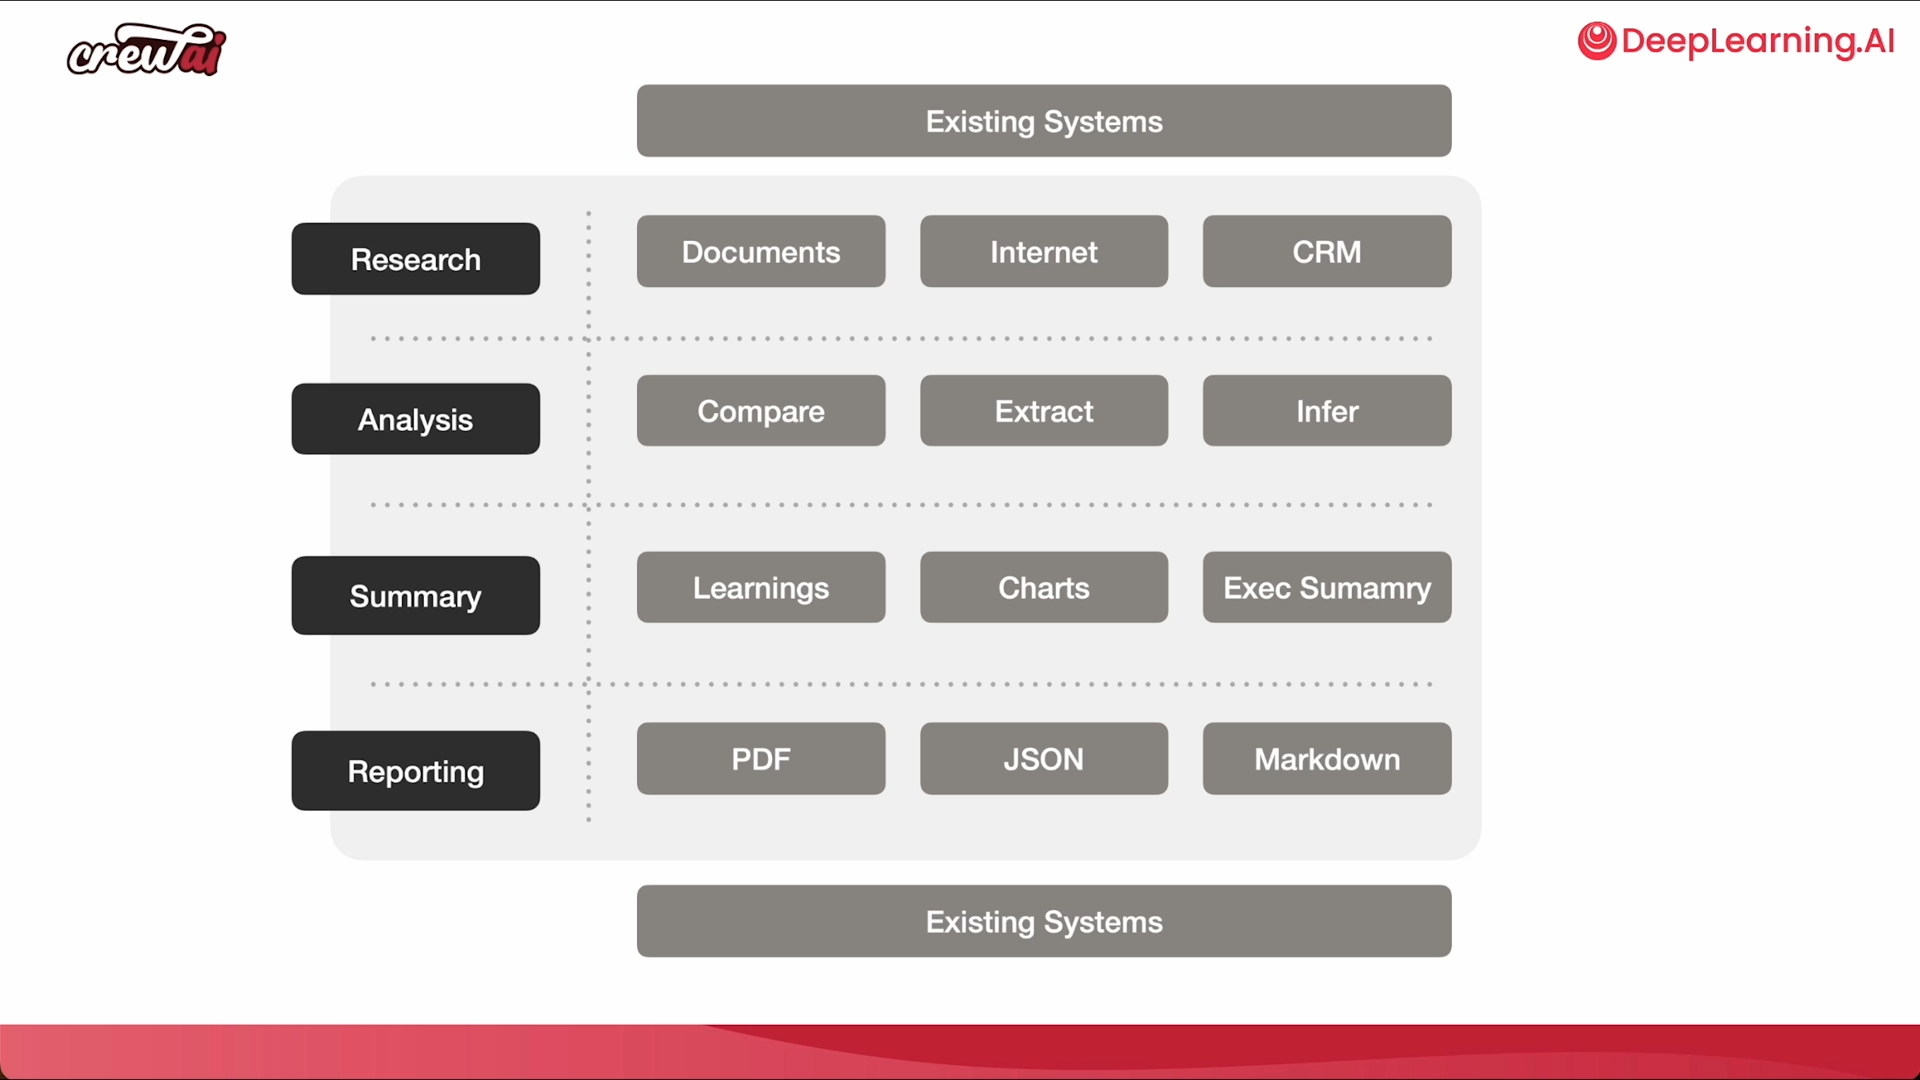 crewai
DeepLearning.AI
Existing Systems
Research
Documents
Internet
CRM
Analysis
Compare
Extract
Infer
Summary
Learnings
Charts
Exec Sumamry
Reporting
PDF
JSON
Markdown
Existing Systems